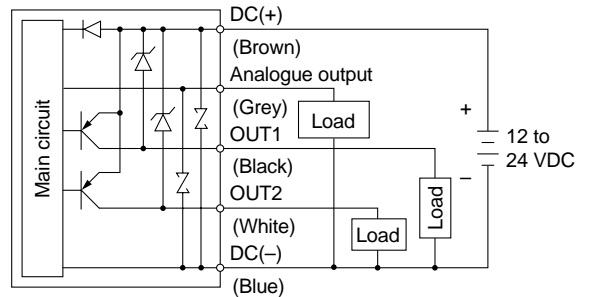 DC(+)
(Brown)
Analogue output
(Grey)
Load
OUT1
(Black)
OUT2
(White)
Load
Load
DC(–)
(Blue)
Main circuit
+
12 to
24 VDC
–